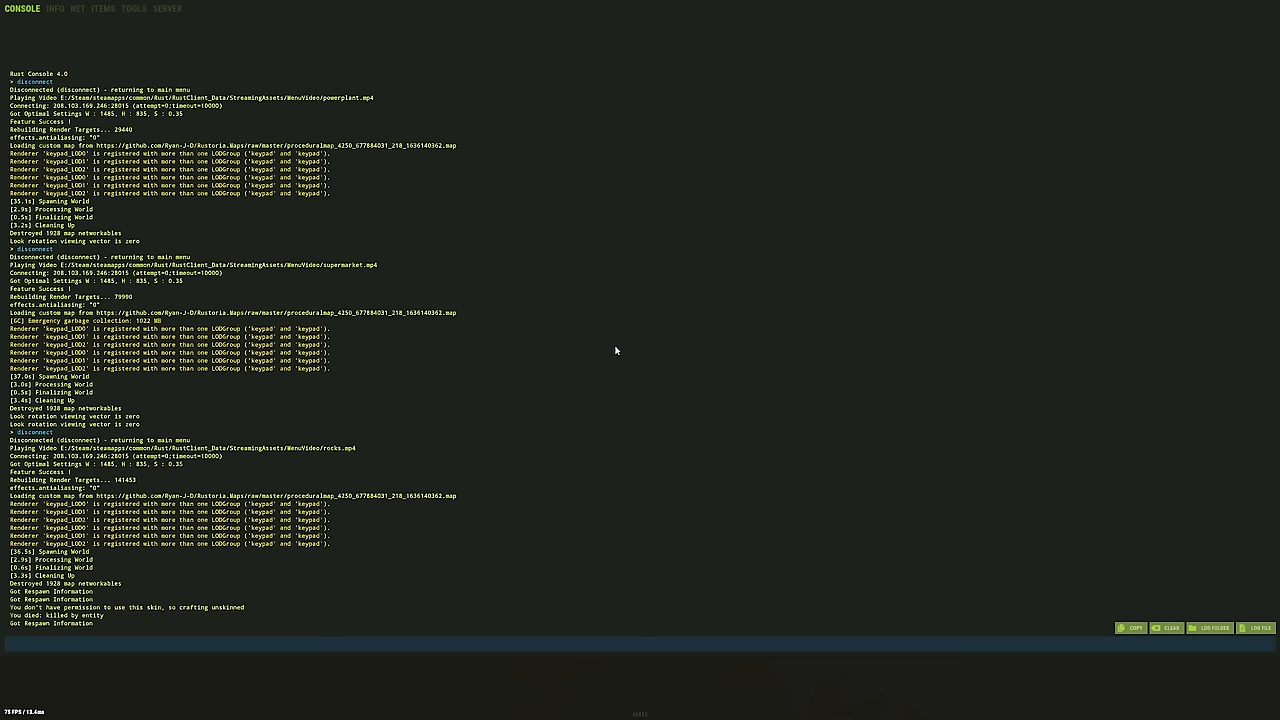 CONSOLE INFO NET ITEMS TOOLS SERVER
Rust Console 4.0
> disconnect
Disconnected (disconnect) - returning to main menu
Playing Video E:/Steam/steamapps/common/Rust/RustClient_Data/StreamingAssets/MenuVideo/powerplant.mp4
Connecting: 208.103.169.246:28015 (attempt=0;timeout=10000)
Got Optimal Settings W : 1485, H : 835, S : 0.35
Feature Success !
Rebuilding Render Targets... 29440
effects.antialiasing: "0"
Loading custom map from https://github.com/Ryan-J-D/Rustoria.Maps/raw/master/proceduralmap_4250_677884031_218_1636140362.map
Renderer 'keypad_LOD0' is registered with more than one LODGroup ('keypad' and 'keypad').
Renderer 'keypad_LOD1' is registered with more than one LODGroup ('keypad' and 'keypad').
Renderer 'keypad_LOD2' is registered with more than one LODGroup ('keypad' and 'keypad').
Renderer 'keypad_LOD0' is registered with more than one LODGroup ('keypad' and 'keypad').
Renderer 'keypad_LOD1' is registered with more than one LODGroup ('keypad' and 'keypad').
Renderer 'keypad_LOD2' is registered with more than one LODGroup ('keypad' and 'keypad').
[35.1s] Spawning World
[2.9s] Processing World
[0.5s] Finalizing World
[3.2s] Cleaning Up
Destroyed 1928 map networkables
Look rotation viewing vector is zero
> disconnect
Disconnected (disconnect) - returning to main menu
Playing Video E:/Steam/steamapps/common/Rust/RustClient_Data/StreamingAssets/MenuVideo/supermarket.mp4
Connecting: 208.103.169.246:28015 (attempt=0;timeout=10000)
Got Optimal Settings W : 1485, H : 835, S : 0.35
Feature Success !
Rebuilding Render Targets... 79990
effects.antialiasing: "0"
Loading custom map from https://github.com/Ryan-J-D/Rustoria.Maps/raw/master/proceduralmap_4250_677884031_218_1636140362.map
[GC] Emergency garbage collection: 1022 MB
Renderer 'keypad_LOD0' is registered with more than one LODGroup ('keypad' and 'keypad').
Renderer 'keypad_LOD1' is registered with more than one LODGroup ('keypad' and 'keypad').
Renderer 'keypad_LOD2' is registered with more than one LODGroup ('keypad' and 'keypad').
Renderer 'keypad_LOD0' is registered with more than one LODGroup ('keypad' and 'keypad').
Renderer 'keypad_LOD1' is registered with more than one LODGroup ('keypad' and 'keypad').
Renderer 'keypad_LOD2' is registered with more than one LODGroup ('keypad' and 'keypad').
[37.0s] Spawning World
[3.0s] Processing World
[0.5s] Finalizing World
[3.4s] Cleaning Up
Destroyed 1928 map networkables
Look rotation viewing vector is zero
Look rotation viewing vector is zero
> disconnect
Disconnected (disconnect) - returning to main menu
Playing Video E:/Steam/steamapps/common/Rust/RustClient_Data/StreamingAssets/MenuVideo/rocks.mp4
Connecting: 208.103.169.246:28015 (attempt=0;timeout=10000)
Got Optimal Settings W : 1485, H : 835, S : 0.35
Feature Success !
Rebuilding Render Targets... 141453
effects.antialiasing: "0"
Loading custom map from https://github.com/Ryan-J-D/Rustoria.Maps/raw/master/proceduralmap_4250_677884031_218_1636140362.map
Renderer 'keypad_LOD0' is registered with more than one LODGroup ('keypad' and 'keypad').
Renderer 'keypad_LOD1' is registered with more than one LODGroup ('keypad' and 'keypad').
Renderer 'keypad_LOD2' is registered with more than one LODGroup ('keypad' and 'keypad').
Renderer 'keypad_LOD0' is registered with more than one LODGroup ('keypad' and 'keypad').
Renderer 'keypad_LOD1' is registered with more than one LODGroup ('keypad' and 'keypad').
Renderer 'keypad_LOD2' is registered with more than one LODGroup ('keypad' and 'keypad').
[36.5s] Spawning World
[2.9s] Processing World
[0.6s] Finalizing World
[3.3s] Cleaning Up
Destroyed 1928 map networkables
Got Respawn Information
Got Respawn Information
You don't have permission to use this skin, so crafting unskinned
You died: killed by entity
Got Respawn Information
COPY CLEAR LOG FOLDER LOG FILE
75 FPS / 13.4ms